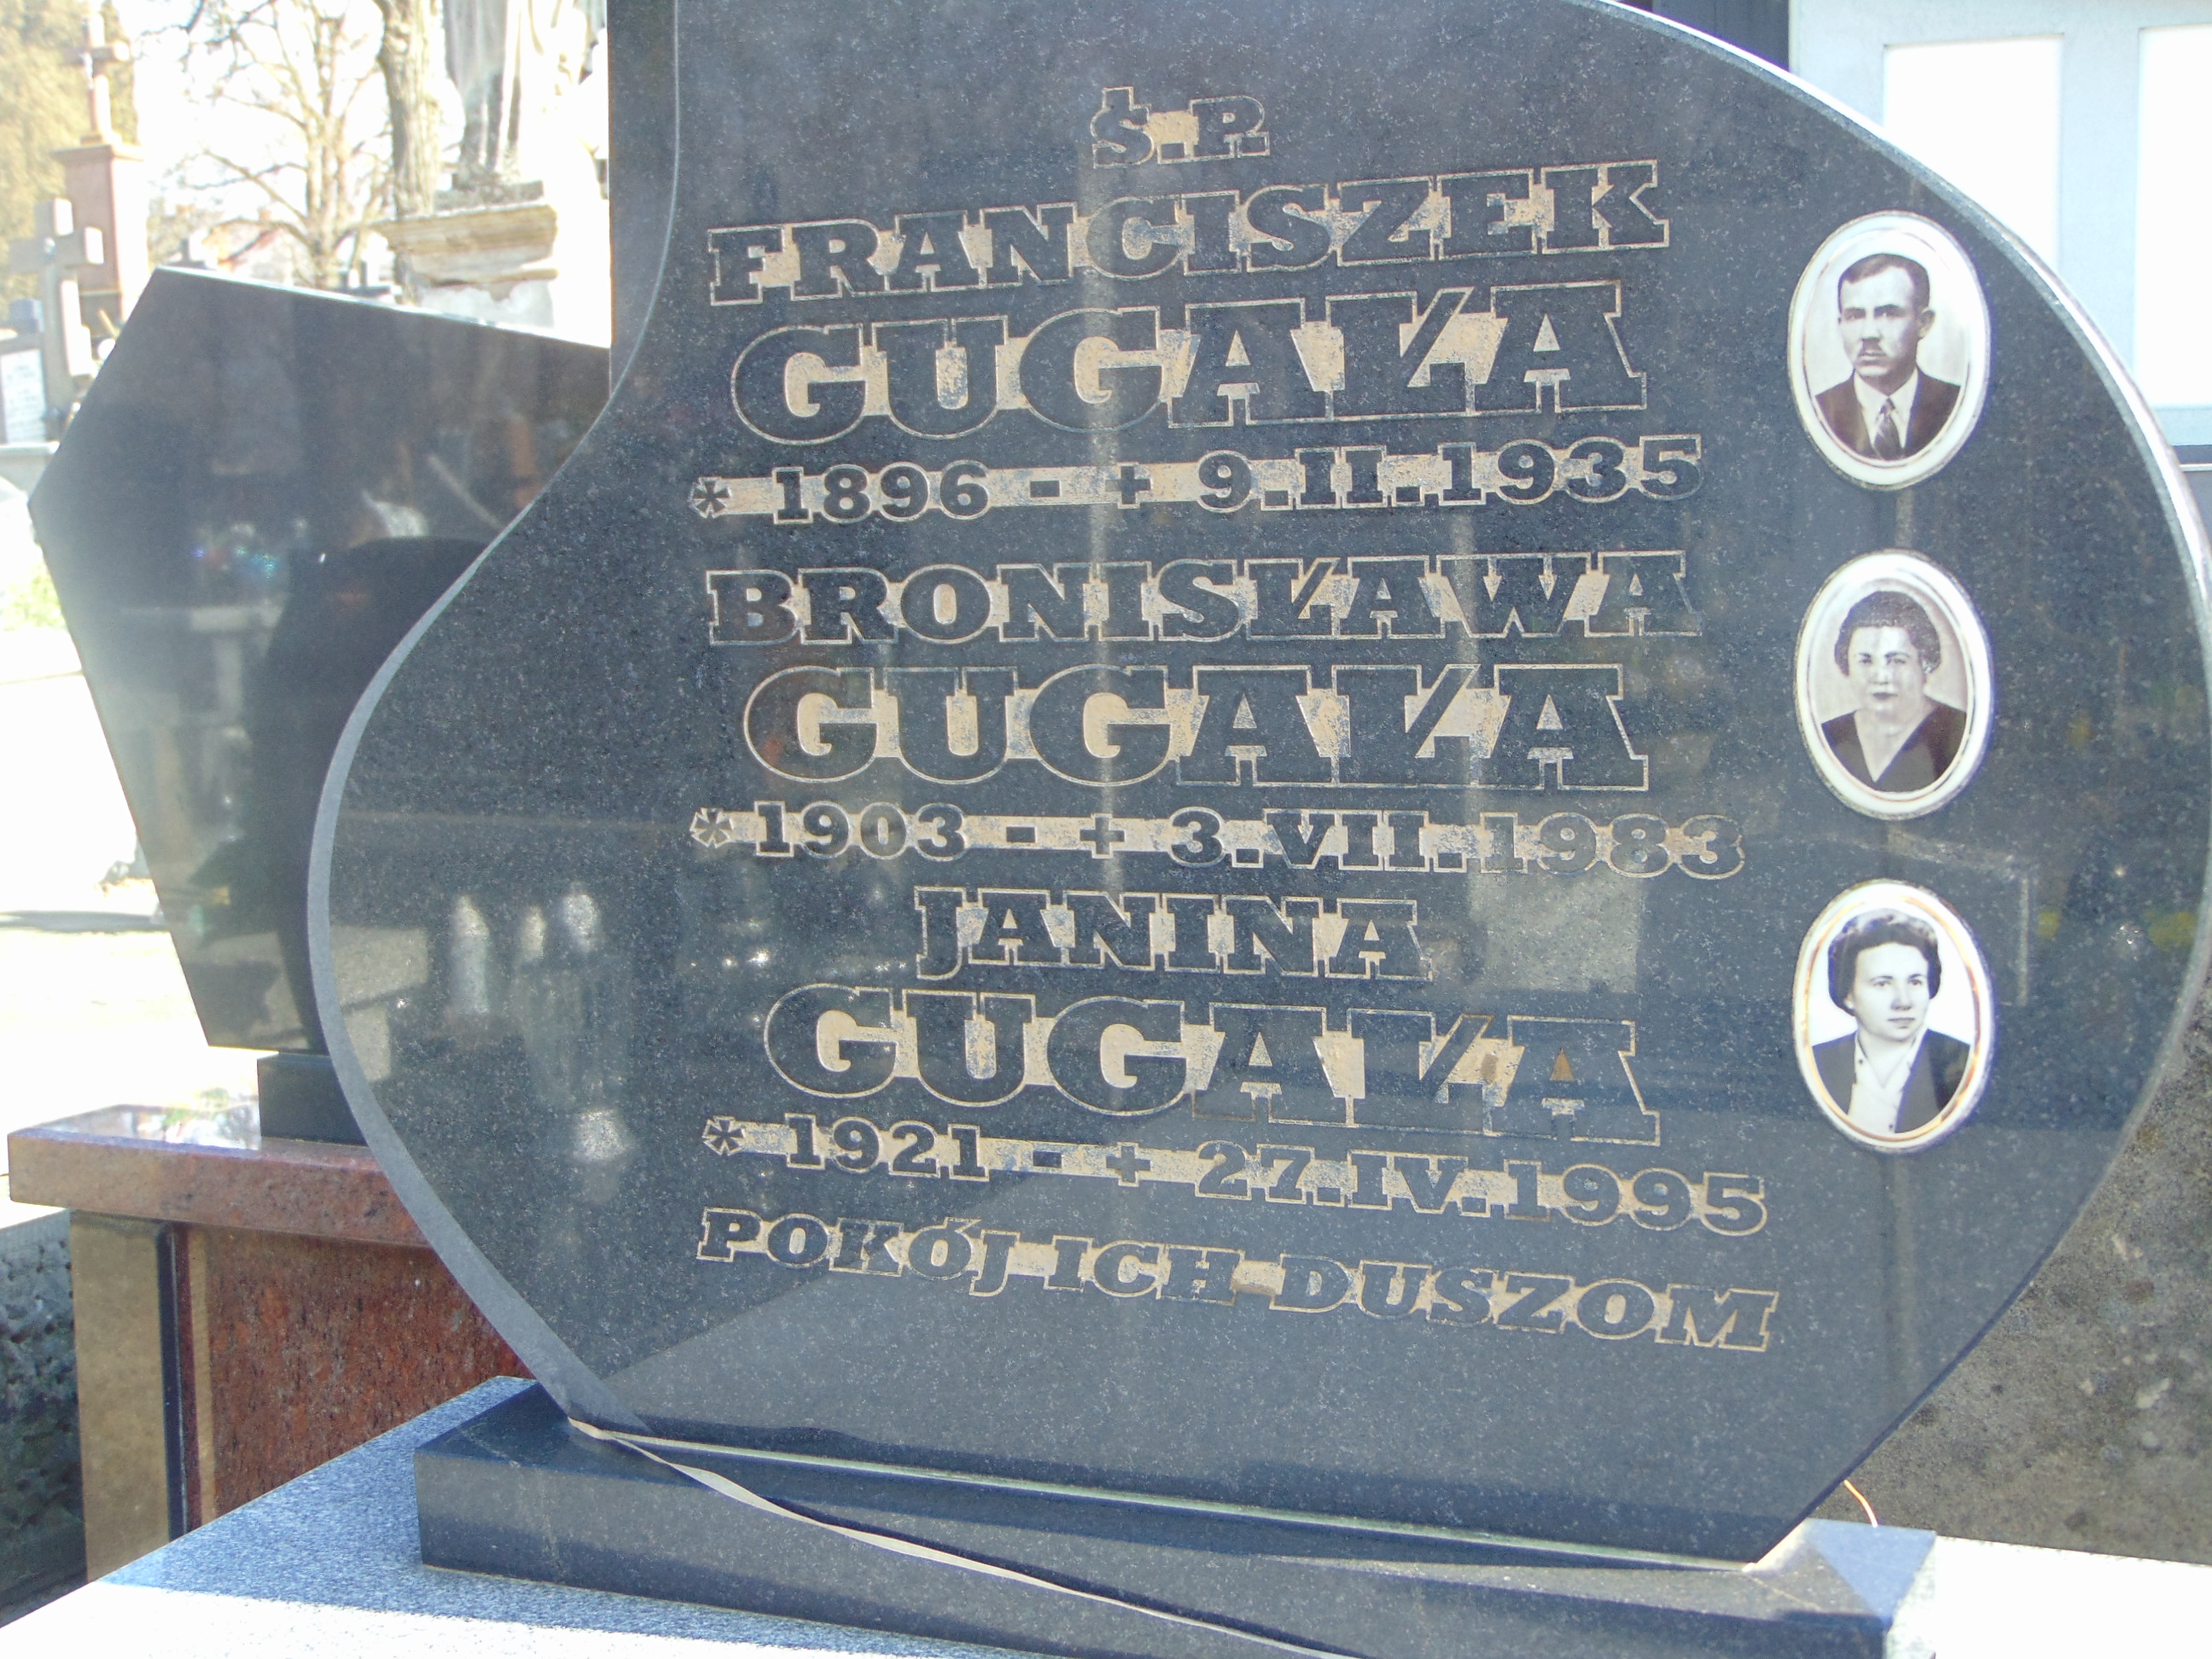 Ś.P.
FRANCISZEK
GUGAŁA
* 1896 - + 9.II.1935
BRONISŁAWA
GUGAŁA
* 1903 - + 3.VII.1983
JANINA
GUGAŁA
* 1921 - + 27.IV.1995
POKÓJ ICH DUSZOM